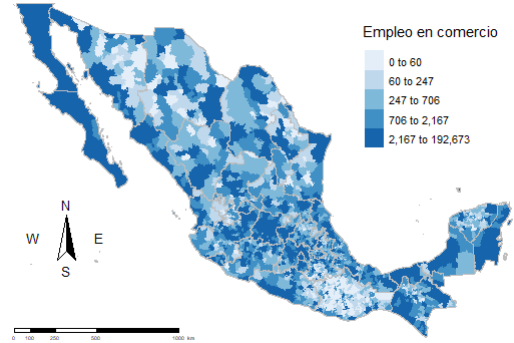 Empleo en comercio
0 to 60
60 to 247
247 to 706
706 to 2,167
2,167 to 192,673
N
W E
S
0 100 250 500 1000 km